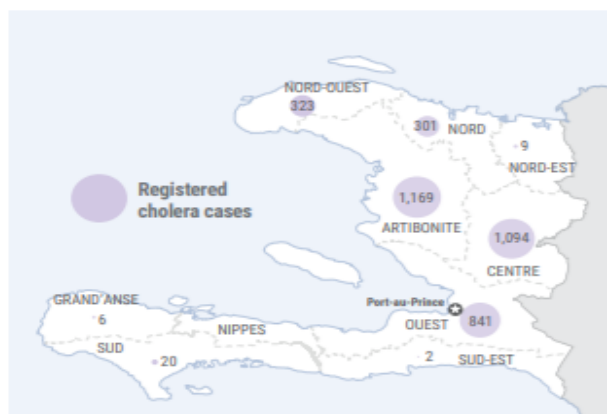 NORD-OUEST
323
301
NORD
9
NORD-EST
Registered
cholera cases
1,169
ARTIBONITE
1,094
CENTRE
Port-au-Prince
OUEST
841
GRAND'ANSE
6
NIPPES
SUD
20
2
SUD-EST